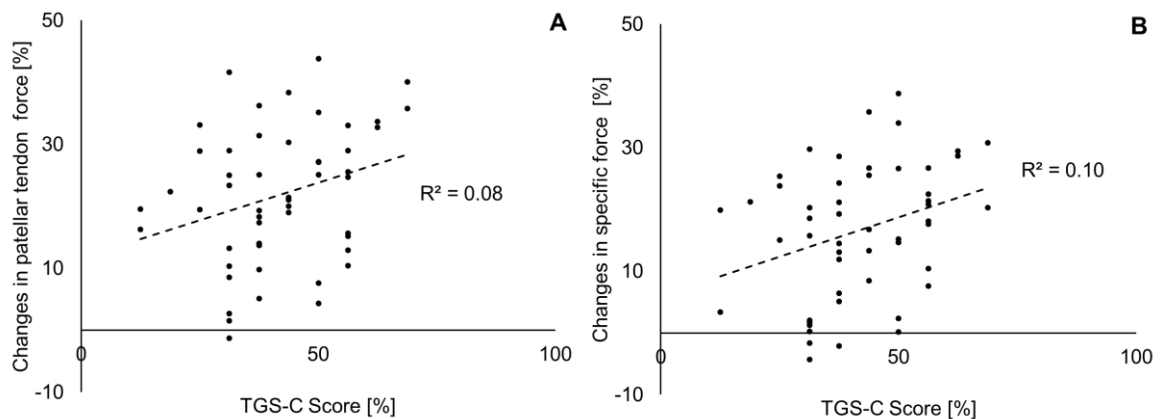 A
50
30
10
-10
0
50
100
Changes in patellar tendon force [%]
TGS-C Score [%]
R² = 0.08
B
50
30
10
-10
0
50
100
Changes in specific force [%]
TGS-C Score [%]
R² = 0.10